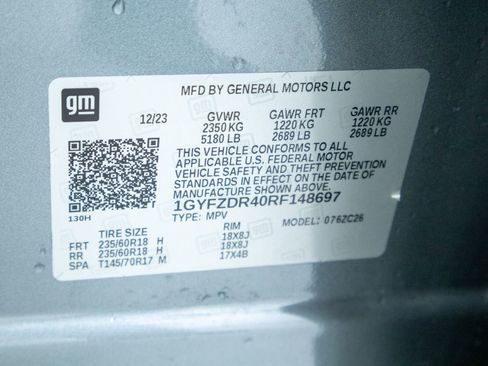 gm
MFD BY GENERAL MOTORS LLC
12/23 GVWR GAWR FRT GAWR RR
2350 KG 1220 KG 1220 KG
5180 LB 2689 LB 2689 LB
THIS VEHICLE CONFORMS TO ALL
APPLICABLE U.S. FEDERAL MOTOR
VEHICLE SAFETY AND THEFT PREVENTION
STANDARDS IN EFFECT ON THE DATE OF
MANUFACTURE SHOWN ABOVE.
1GYFZDR40RF148697
130H
TYPE: MPV MODEL: 076ZC26
TIRE SIZE RIM
FRT 235/60R18 H 18X8J
RR 235/60R18 H 18X8J
SPA T145/70R17 M 17X4B